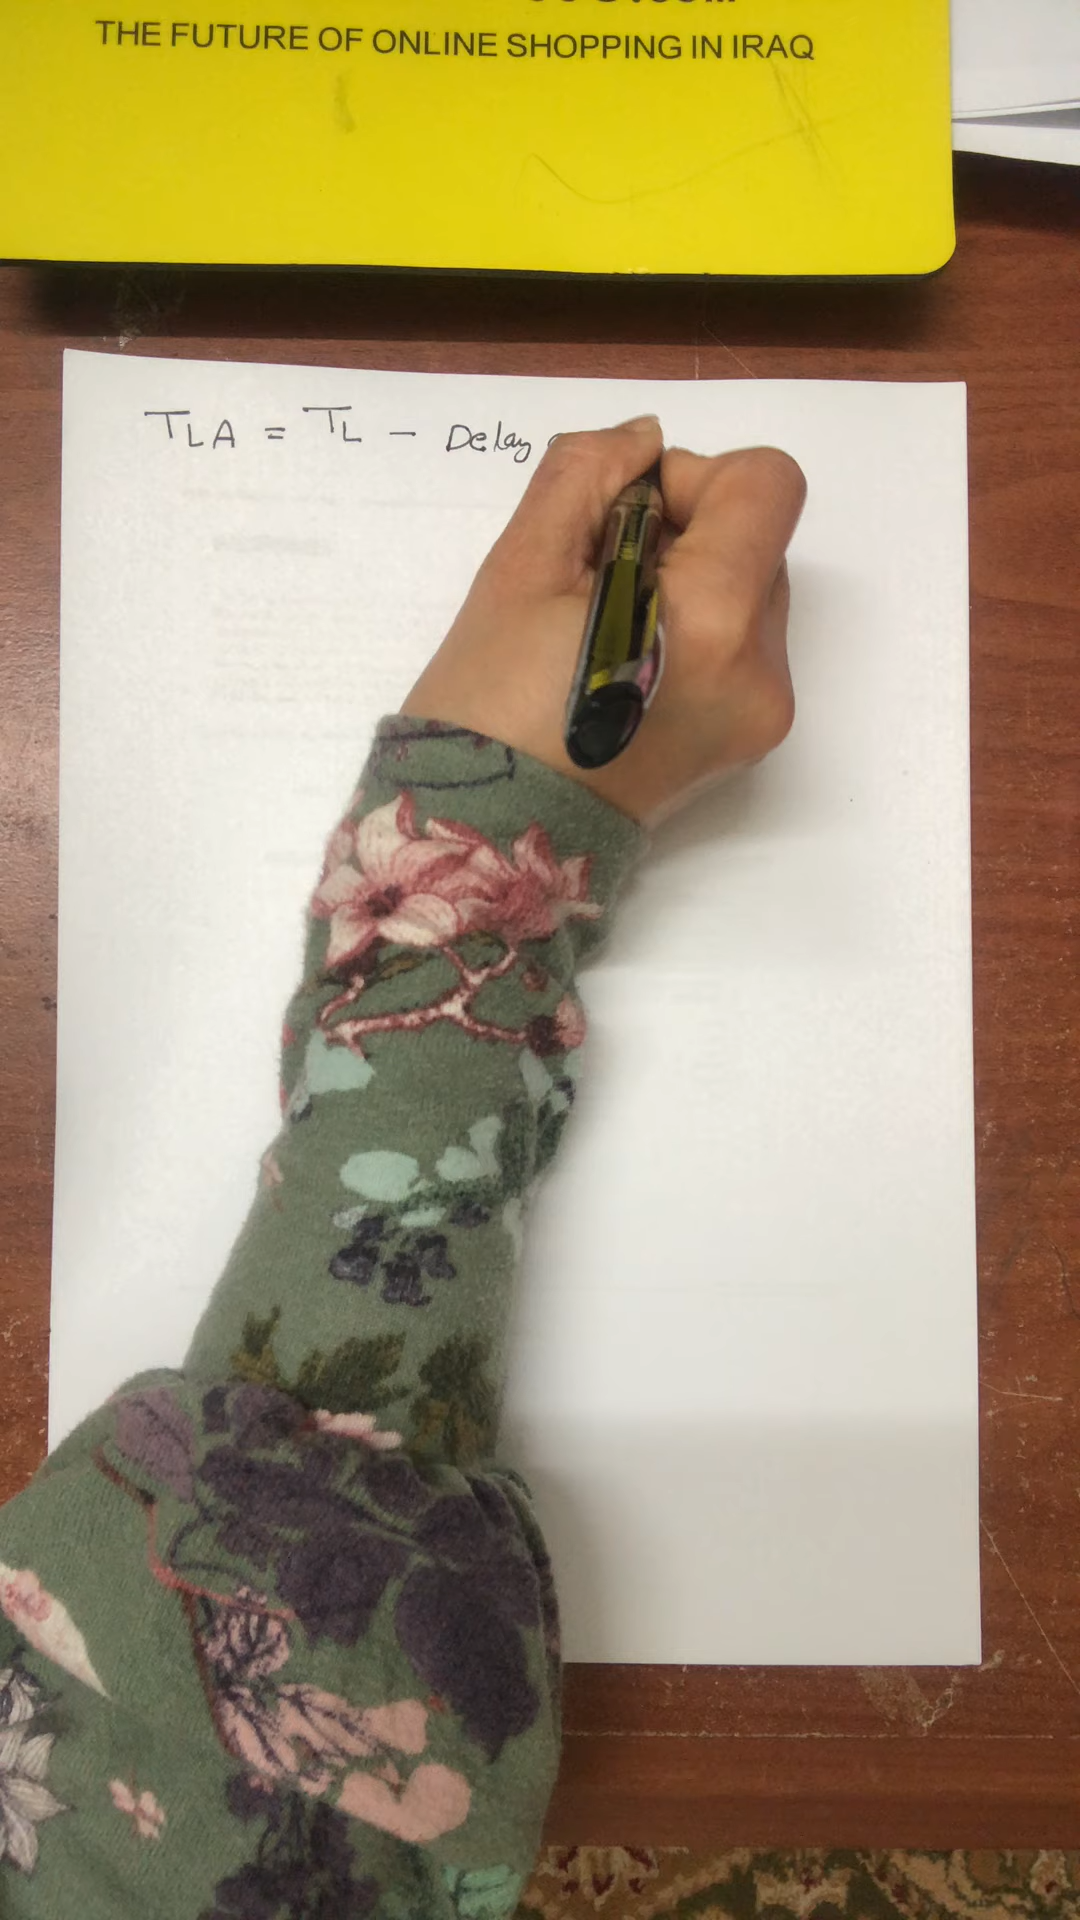 THE FUTURE OF ONLINE SHOPPING IN IRAQ
TLA = TL - Delay